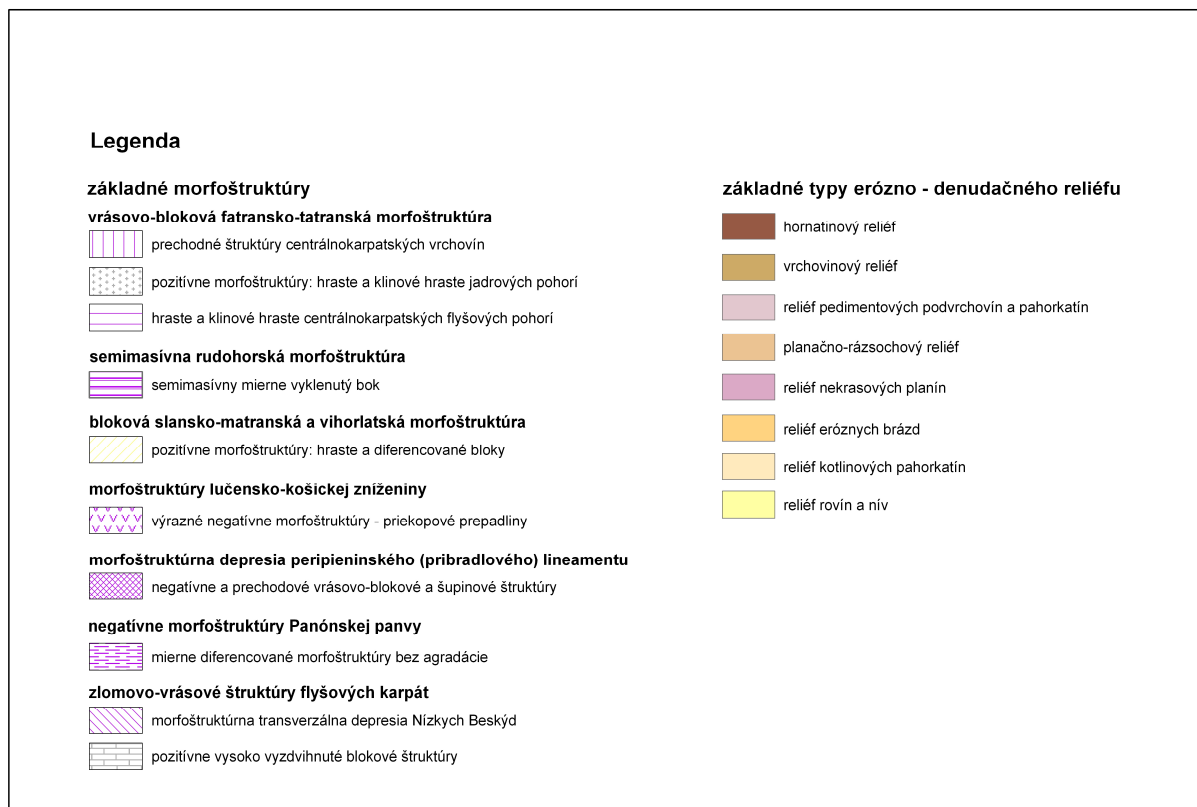 Legenda
základné morfoštruktúry
vrásovo-bloková fatransko-tatranská morfoštruktúra
prechodné štruktúry centrálnokarpatských vrchovín
pozitívne morfoštruktúry: hraste a klinové hraste jadrových pohorí
hraste a klinové hraste centrálnokarpatských flyšových pohorí
semimasívna rudohorská morfoštruktúra
semimasívny mierne vyklenutý bok
bloková slansko-matranská a vihorlatská morfoštruktúra
pozitívne morfoštruktúry: hraste a diferencované bloky
morfoštruktúry lučensko-košickej zníženiny
výrazné negatívne morfoštruktúry - priekopové prepadliny
morfoštruktúrna depresia peripieninského (pribradlového) lineamentu
negatívne a prechodové vrásovo-blokové a šupinové štruktúry
negatívne morfoštruktúry Panónskej panvy
mierne diferencované morfoštruktúry bez agradácie
zlomovo-vrásové štruktúry flyšových karpát
morfoštruktúrna transverzálna depresia Nízkych Beskýd
pozitívne vysoko vyzdvihnuté blokové štruktúry
základné typy erózno - denudačného reliéfu
hornatinový reliéf
vrchovinový reliéf
reliéf pedimentových podvrchovín a pahorkatín
planačno-rázsochový reliéf
reliéf nekrasových planín
reliéf eróznych brázd
reliéf kotlinových pahorkatín
reliéf rovín a nív